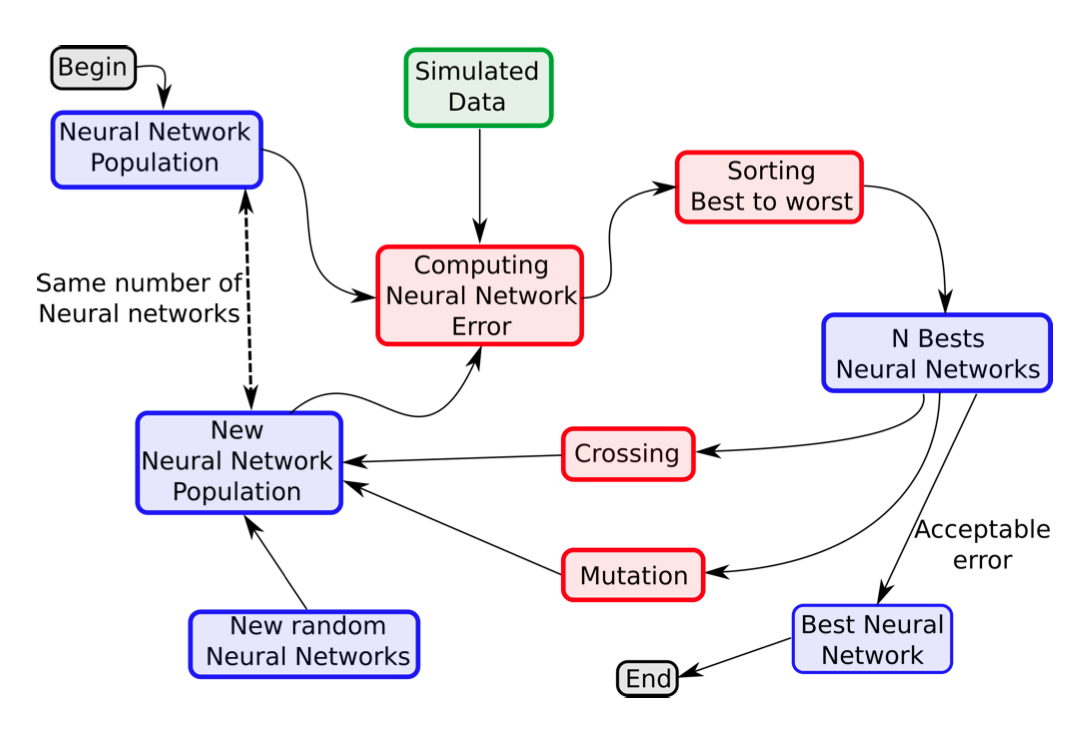 Begin
Neural Network
Population
Simulated
Data
Sorting
Best to worst
Computing
Neural Network
Error
Same number of
Neural networks
N Bests
Neural Networks
New
Neural Network
Population
Crossing
Mutation
Acceptable
error
New random
Neural Networks
Best Neural
Network
End